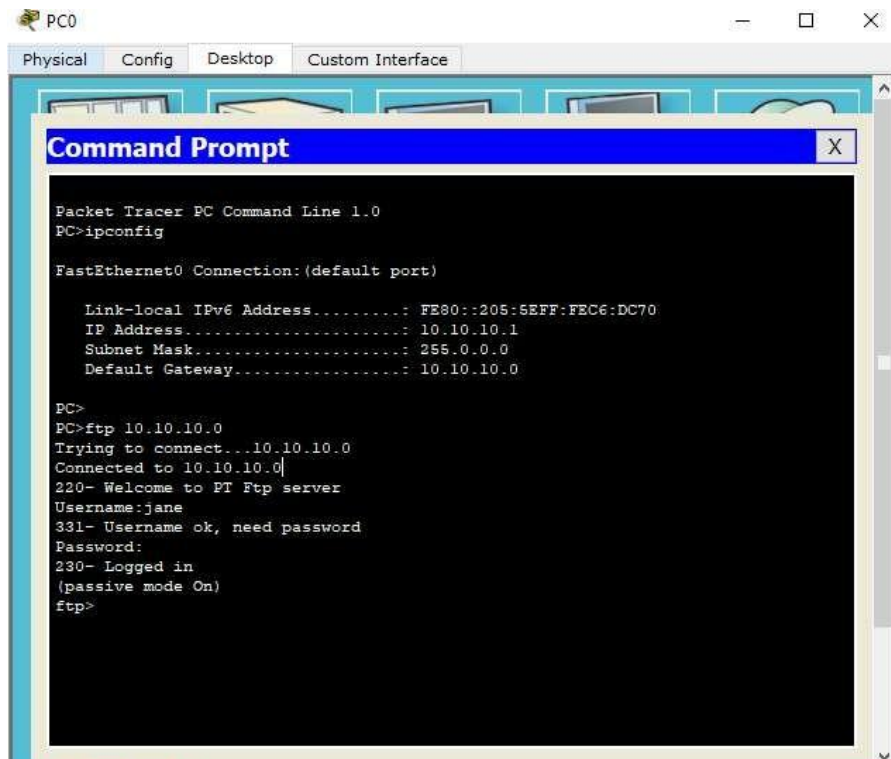 PC0
Physical Config Desktop Custom Interface
Command Prompt X
Packet Tracer PC Command Line 1.0
PC>ipconfig
FastEthernet0 Connection:(default port)
Link-local IPv6 Address.........: FE80::205:5EFF:FEC6:DC70
IP Address......................: 10.10.10.1
Subnet Mask.....................: 255.0.0.0
Default Gateway.................: 10.10.10.0
PC>
PC>ftp 10.10.10.0
Trying to connect...10.10.10.0
Connected to 10.10.10.0
220- Welcome to PT Ftp server
Username:jane
331- Username ok, need password
Password:
230- Logged in
(passive mode On)
ftp>